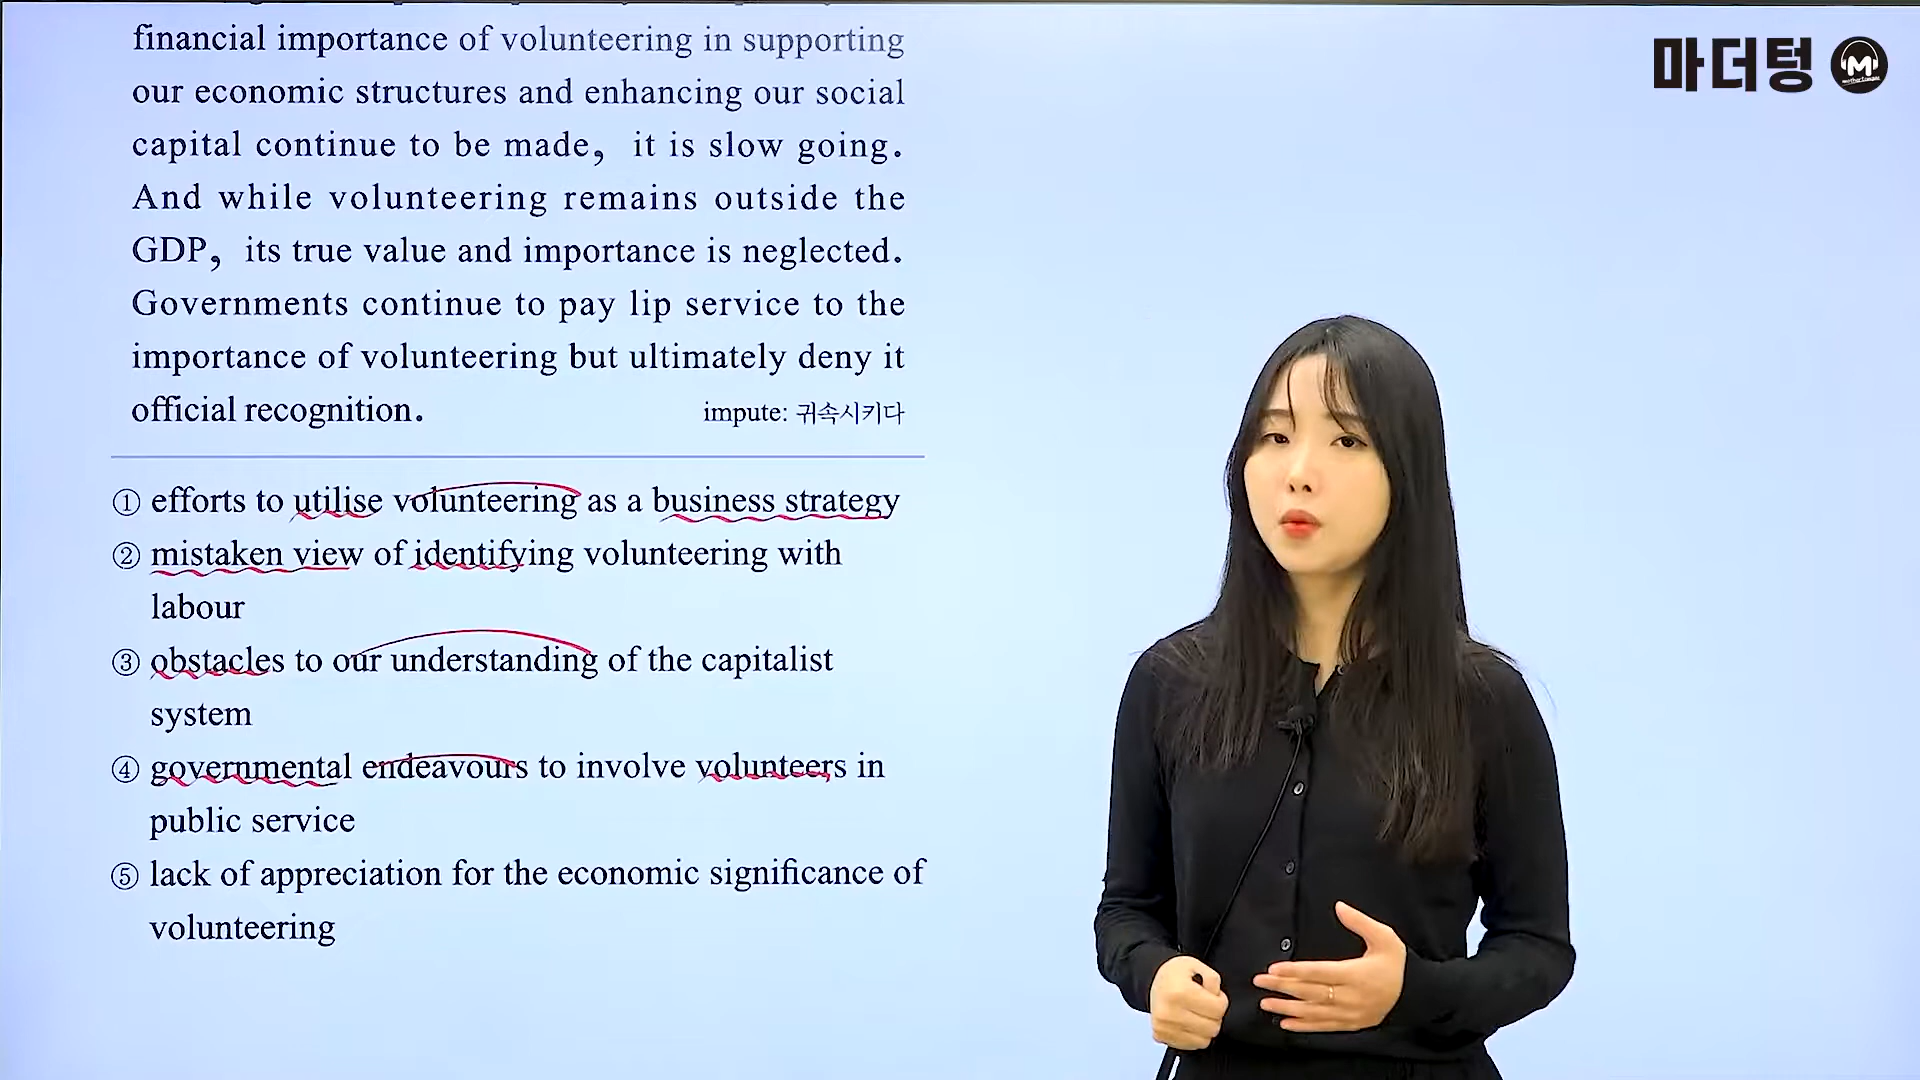 financial importance of volunteering in supporting
our economic structures and enhancing our social
capital continue to be made, it is slow going.
And while volunteering remains outside the
GDP, its true value and importance is neglected.
Governments continue to pay lip service to the
importance of volunteering but ultimately deny it
official recognition.
impute: 귀속시키다
① efforts to utilise volunteering as a business strategy
② mistaken view of identifying volunteering with
labour
③ obstacles to our understanding of the capitalist
system
④ governmental endeavours to involve volunteers in
public service
⑤ lack of appreciation for the economic significance of
volunteering
마더텅
M